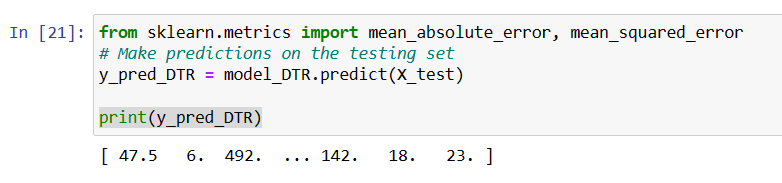 In [21]: from sklearn.metrics import mean_absolute_error, mean_squared_error
# Make predictions on the testing set
y_pred_DTR = model_DTR.predict(X_test)
print(y_pred_DTR)
[ 47.5   6.  492.  ... 142.   18.   23. ]